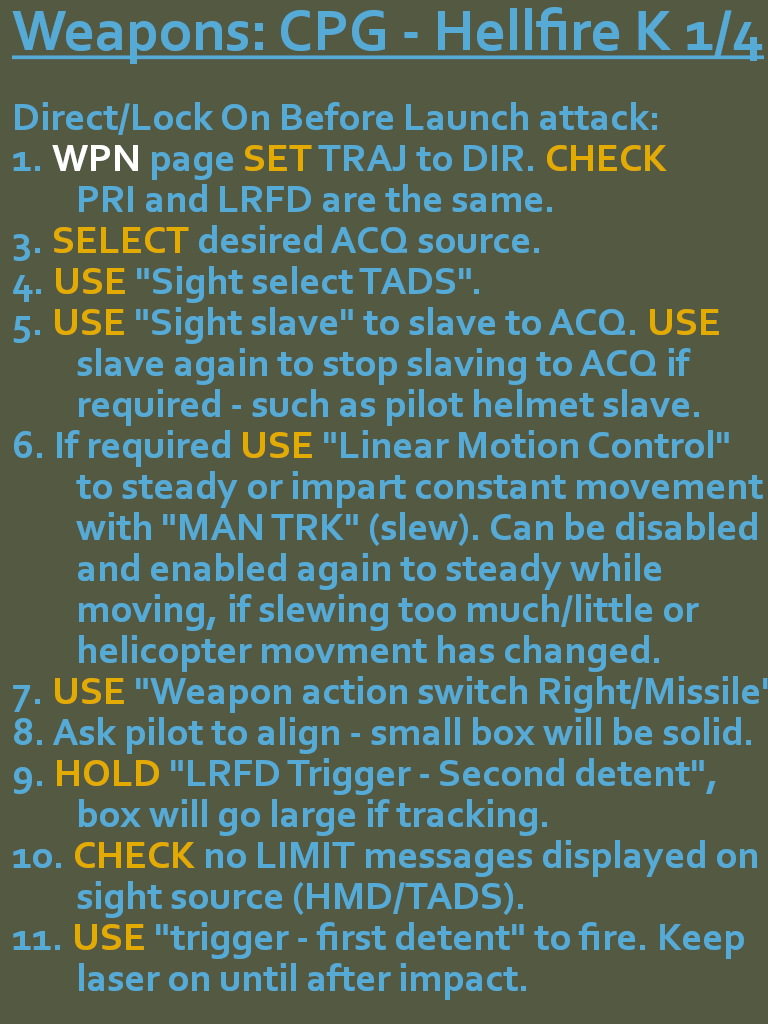 Weapons: CPG - Hellfire K 1/4
Direct/Lock On Before Launch attack:
1. WPN page SET TRAJ to DIR. CHECK
PRI and LRFD are the same.
3. SELECT desired ACQ source.
4. USE "Sight select TADS".
5. USE "Sight slave" to slave to ACQ. USE
slave again to stop slaving to ACQ if
required - such as pilot helmet slave.
6. If required USE "Linear Motion Control"
to steady or impart constant movement
with "MAN TRK" (slew). Can be disabled
and enabled again to steady while
moving, if slewing too much/little or
helicopter movment has changed.
7. USE "Weapon action switch Right/Missile"
8. Ask pilot to align - small box will be solid.
9. HOLD "LRFD Trigger - Second detent",
box will go large if tracking.
10. CHECK no LIMIT messages displayed on
sight source (HMD/TADS).
11. USE "trigger - first detent" to fire. Keep
laser on until after impact.